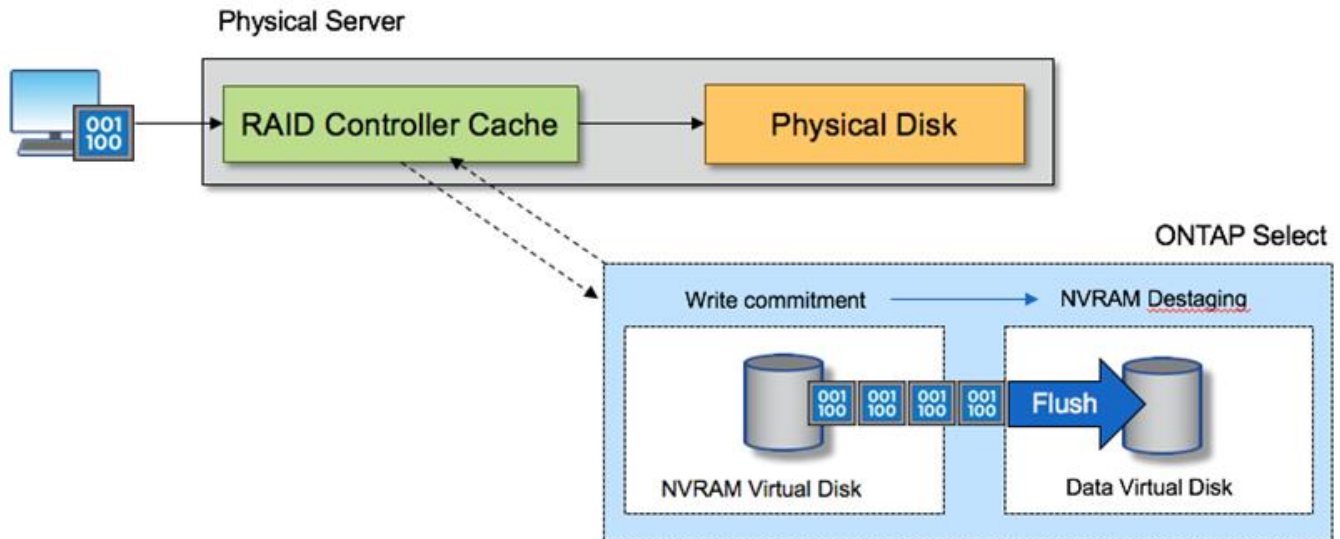 Physical Server
001
100
RAID Controller Cache
Physical Disk
ONTAP Select
Write commitment
NVRAM Destaging
001
100
001
100
001
100
001
100
Flush
NVRAM Virtual Disk
Data Virtual Disk